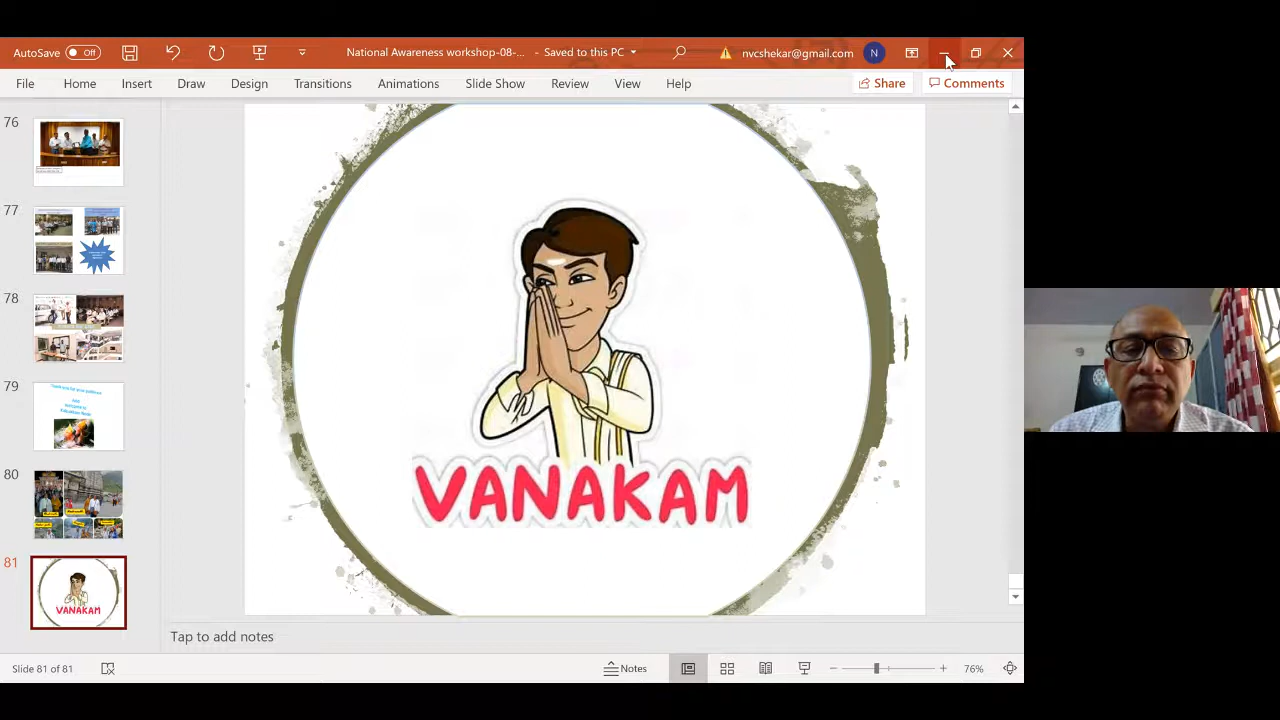 AutoSave Off
National Awareness workshop-08-... - Saved to this PC
nvcshekar@gmail.com N
File Home Insert Draw Design Transitions Animations Slide Show Review View Help
Share Comments
76
77
78
79
And
80
81
VANAKAM
VANAKAM
Tap to add notes
Slide 81 of 81
Notes
76%